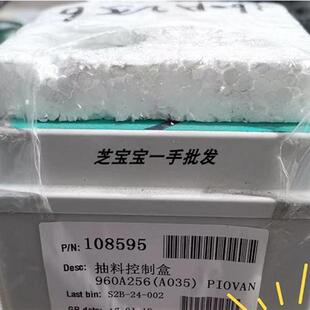 芝宝宝一手批发
P/N: 108595
Desc: 抽料控制盒
960A256(A035) PIOVAN
Last bin: S2B-24-002